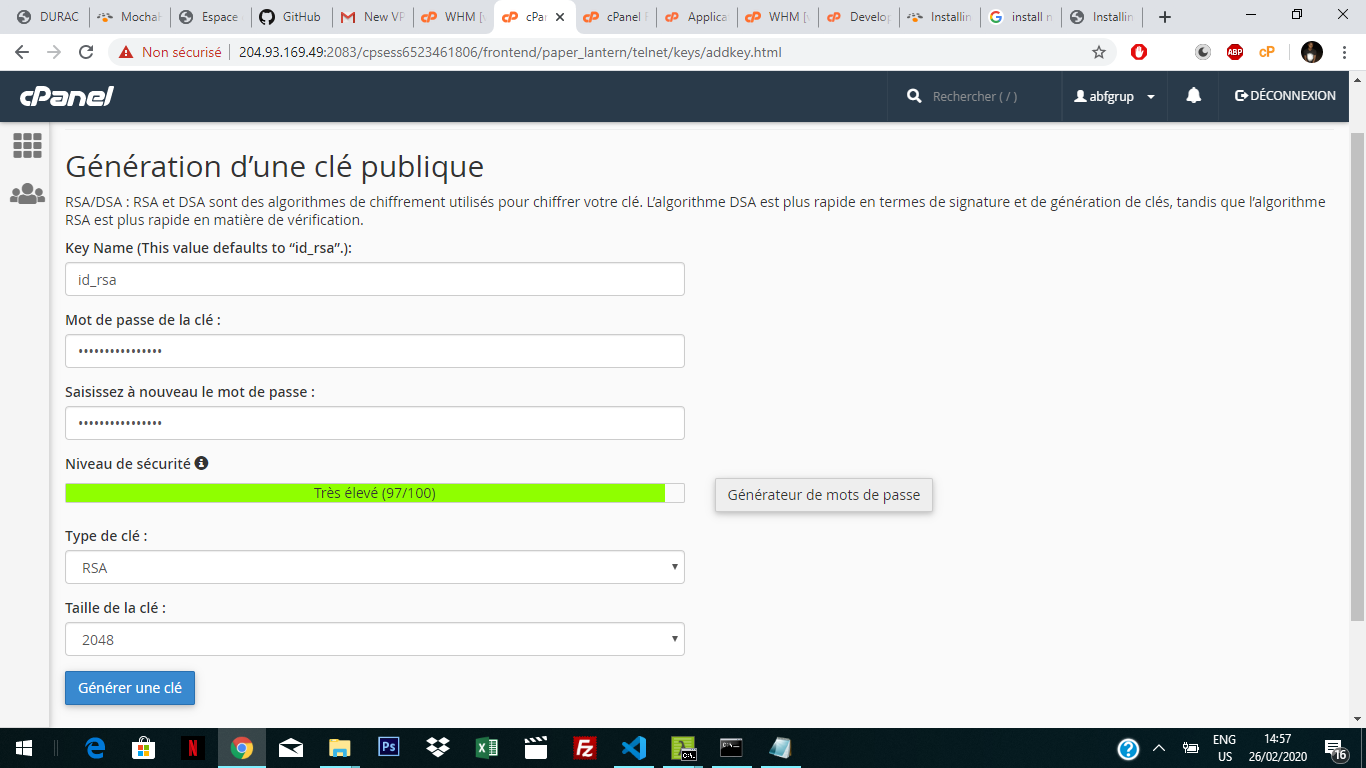 DURAC
Mochal
Espace
GitHub
New VP
WHM [
cPan
cPanel
Applica
WHM [
Develop
Installin
install n
Installin
Non sécurisé
204.93.169.49:2083/cpsess6523461806/frontend/paper_lantern/telnet/keys/addkey.html
ABP
cP
cPanel
Rechercher ( / )
abfgrup
DÉCONNEXION
Génération d’une clé publique
RSA/DSA : RSA et DSA sont des algorithmes de chiffrement utilisés pour chiffrer votre clé. L’algorithme DSA est plus rapide en termes de signature et de génération de clés, tandis que l’algorithme
RSA est plus rapide en matière de vérification.
Key Name (This value defaults to “id_rsa”.):
id_rsa
Mot de passe de la clé :
••••••••••••••••
Saisissez à nouveau le mot de passe :
••••••••••••••••
Niveau de sécurité
Très élevé (97/100)
Générateur de mots de passe
Type de clé :
RSA
Taille de la clé :
2048
Générer une clé
ENG
US
14:57
26/02/2020
16